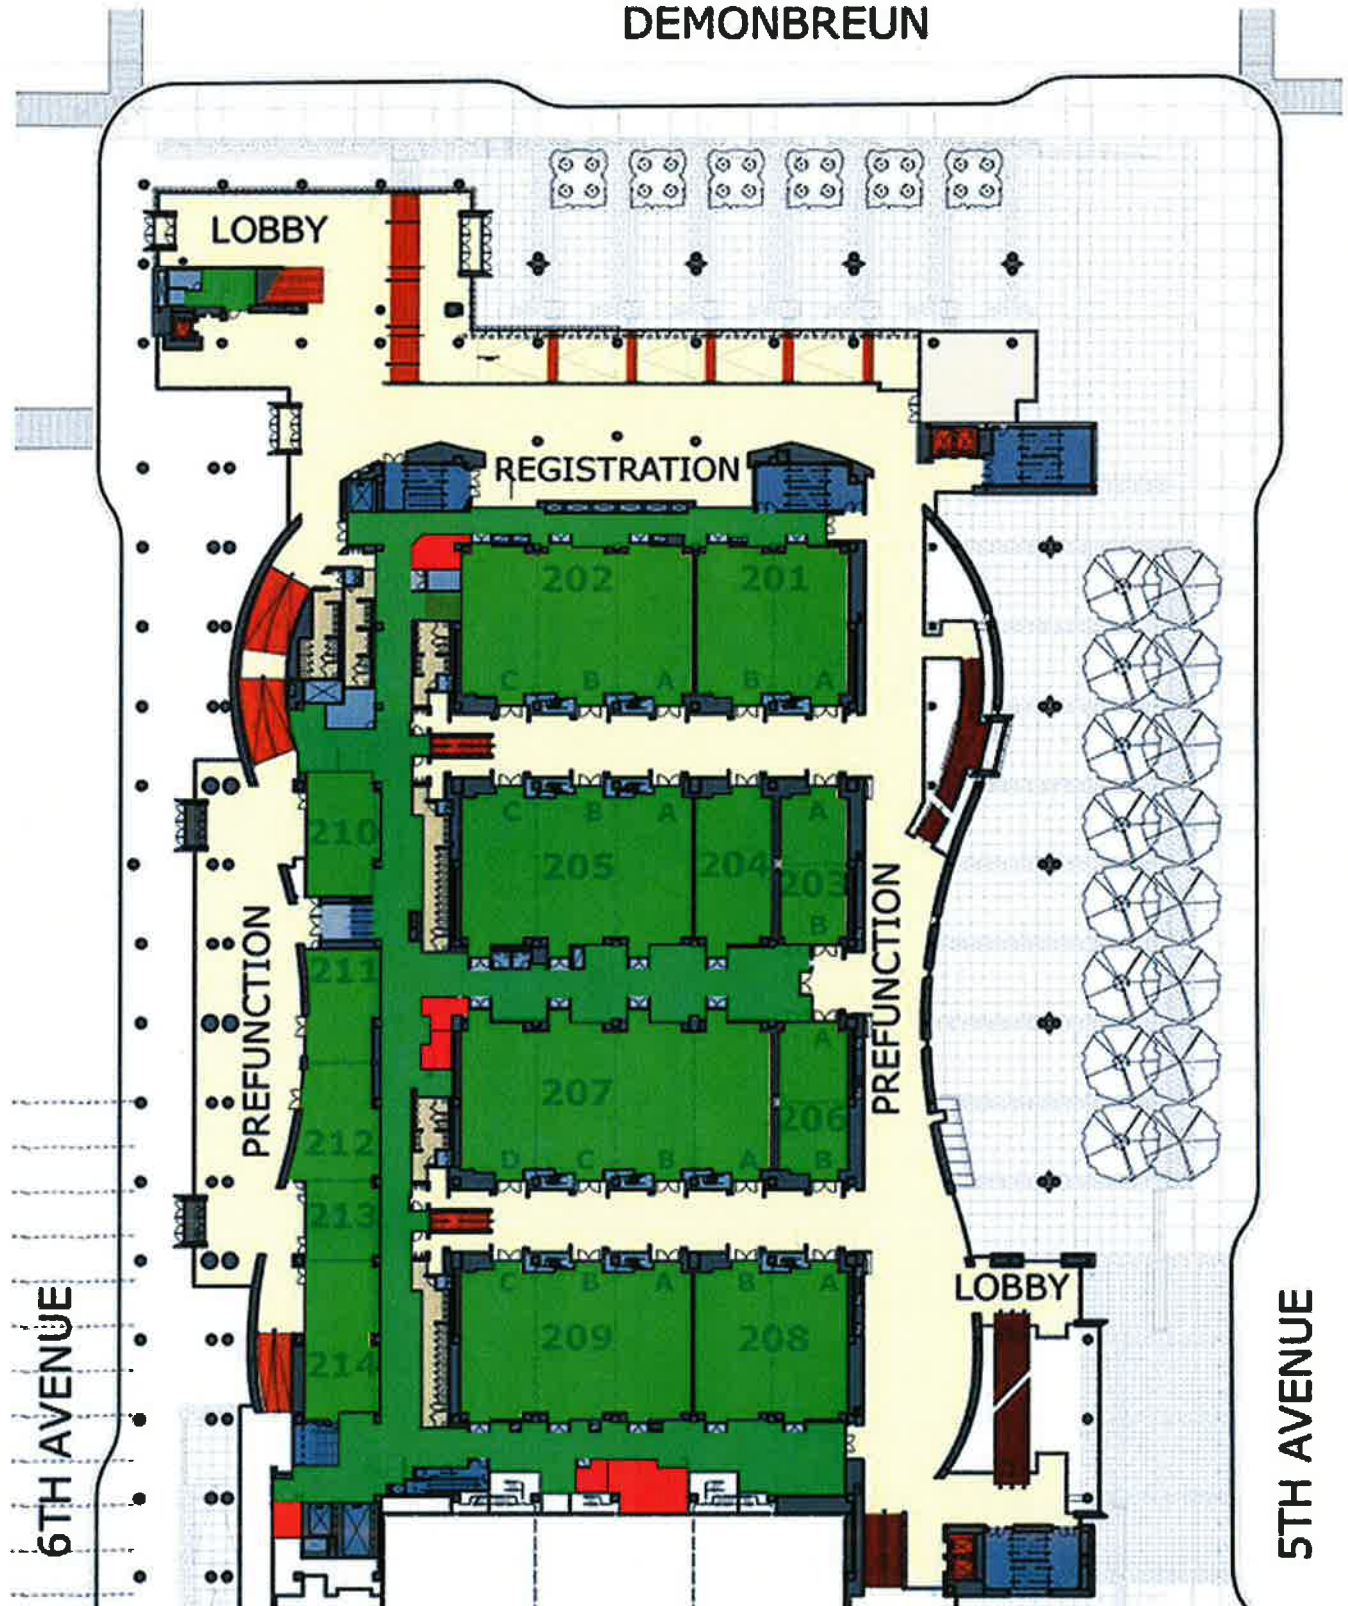 DEMONBREUN
LOBBY
REGISTRATION
202
201
C B A B A
C B A A
210
205
204
203
B
PREFUNCTION
PREFUNCTION
211
A
207
206
212
D C B A B
213
C B A B A
LOBBY
209
208
214
6TH AVENUE
5TH AVENUE